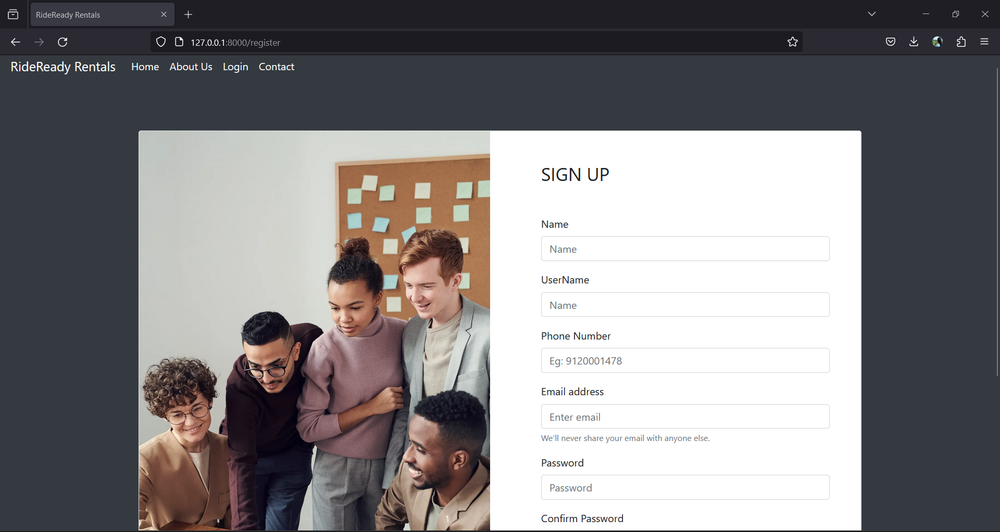 RideReady Rentals
127.0.0.1:8000/register
RideReady Rentals Home About Us Login Contact
SIGN UP
Name
Name
UserName
Name
Phone Number
Eg: 9120001478
Email address
Enter email
We'll never share your email with anyone else.
Password
Password
Confirm Password